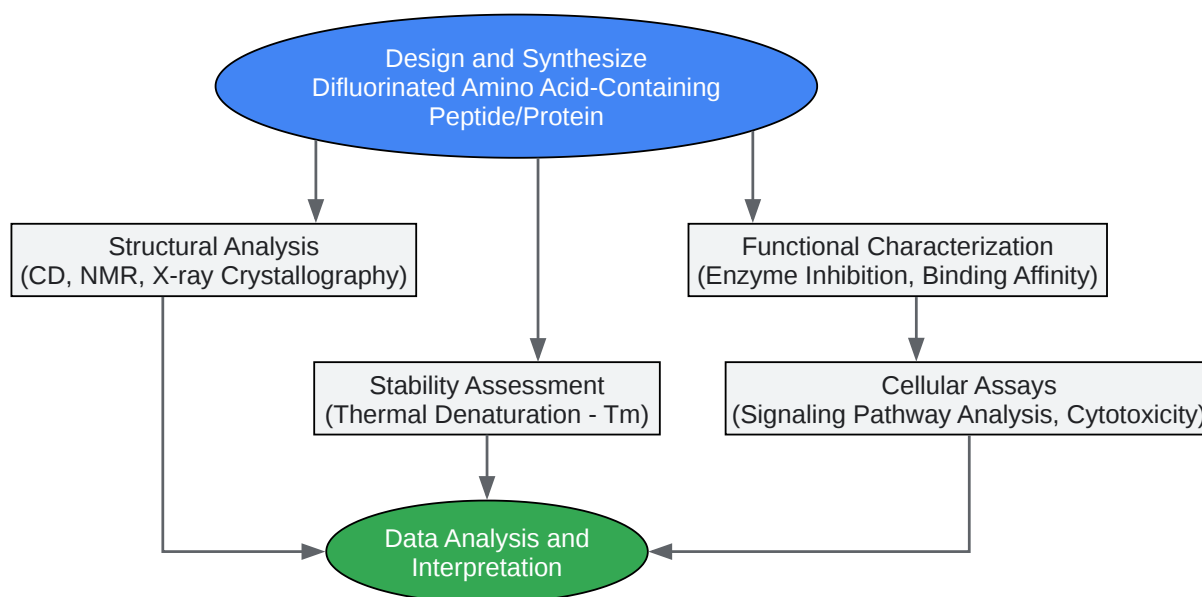 Design and Synthesize
Difluorinated Amino Acid-Containing
Peptide/Protein
Structural Analysis
(CD, NMR, X-ray Crystallography)
Functional Characterization
(Enzyme Inhibition, Binding Affinity)
Stability Assessment
(Thermal Denaturation - Tm)
Cellular Assays
(Signaling Pathway Analysis, Cytotoxicity)
Data Analysis and
Interpretation